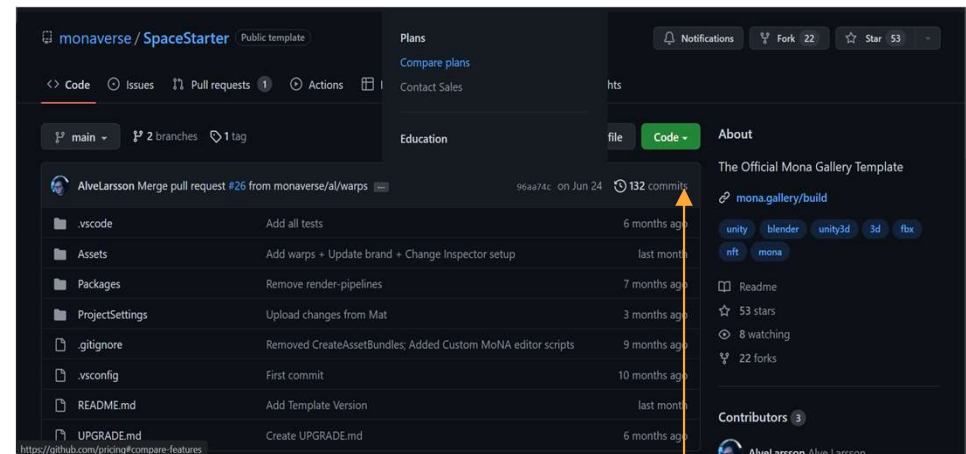 monaverse / SpaceStarter Public template
Notifications Fork 22 Star 53
Plans
Compare plans
Contact Sales
Education
Code Issues Pull requests 1 Actions hts
main 2 branches 1 tag file Code
AlveLarsson Merge pull request #26 from monaverse/al/warps ... 96aa74c on Jun 24 132 commits
.vscode Add all tests 6 months ago
Assets Add warps + Update brand + Change Inspector setup last month
Packages Remove render-pipelines 7 months ago
ProjectSettings Upload changes from Mat 3 months ago
.gitignore Removed CreateAssetBundles; Added Custom MoNA editor scripts 9 months ago
.vsconfig First commit 10 months ago
README.md Add Template Version last month
UPGRADE.md Create UPGRADE.md 6 months ago
https://github.com/pricing#compare-features
About
The Official Mona Gallery Template
mona.gallery/build
unity blender unity3d 3d fbx
nft mona
Readme
53 stars
8 watching
22 forks
Contributors 3
AlveLarsson Alve Larsson